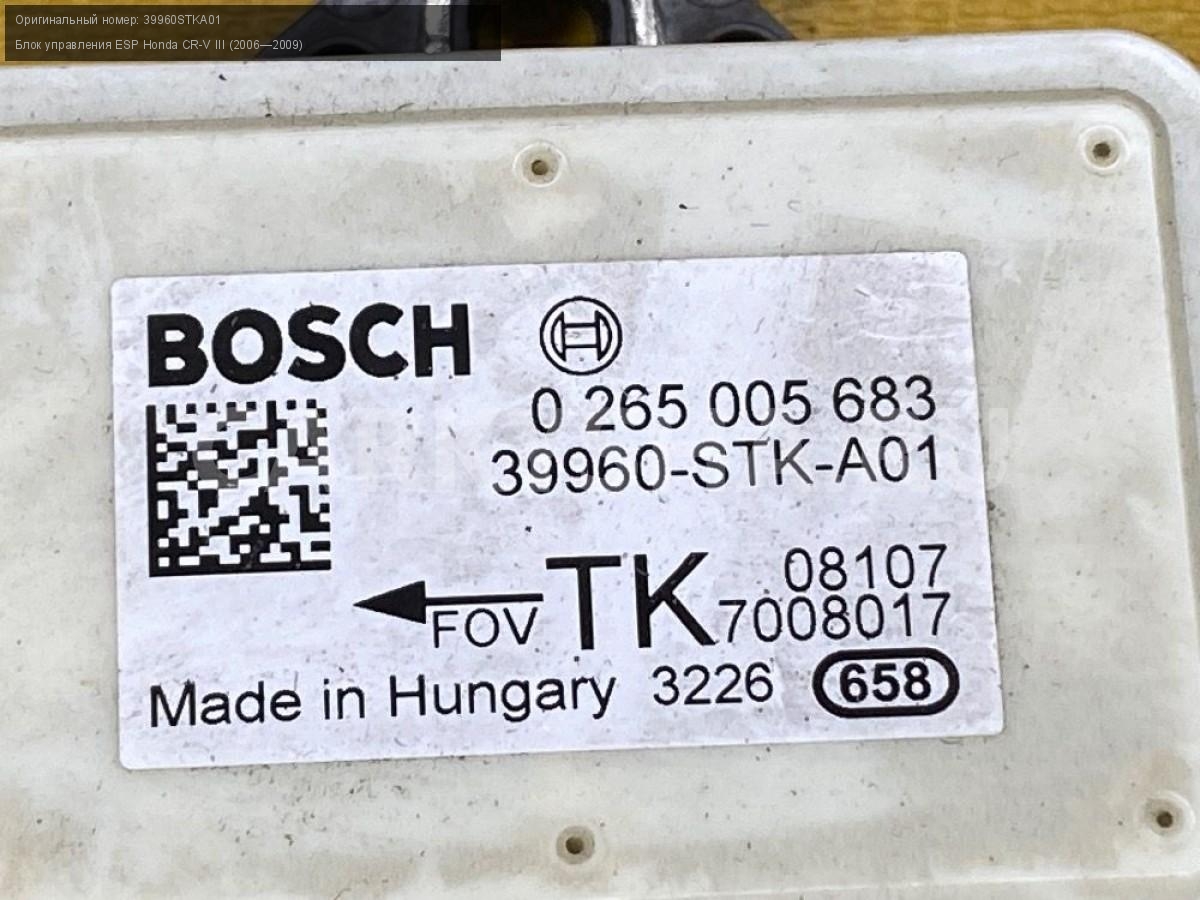 Оригинальный номер: 39960STKA01
Блок управления ESP Honda CR-V III (2006—2009)
BOSCH
0 265 005 683
39960-STK-A01
FOV
TK
08107
7008017
Made in Hungary 3226 658